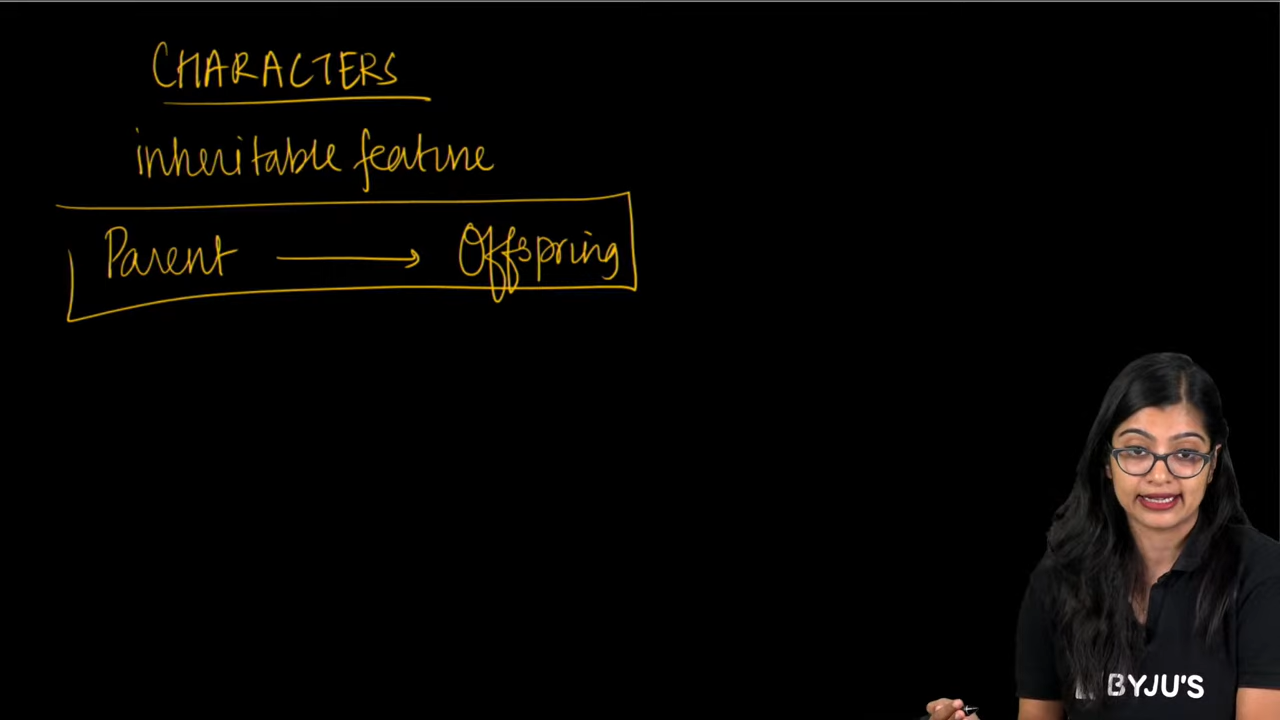 CHARACTERS
inheritable feature
Parent → Offspring
BYJU'S